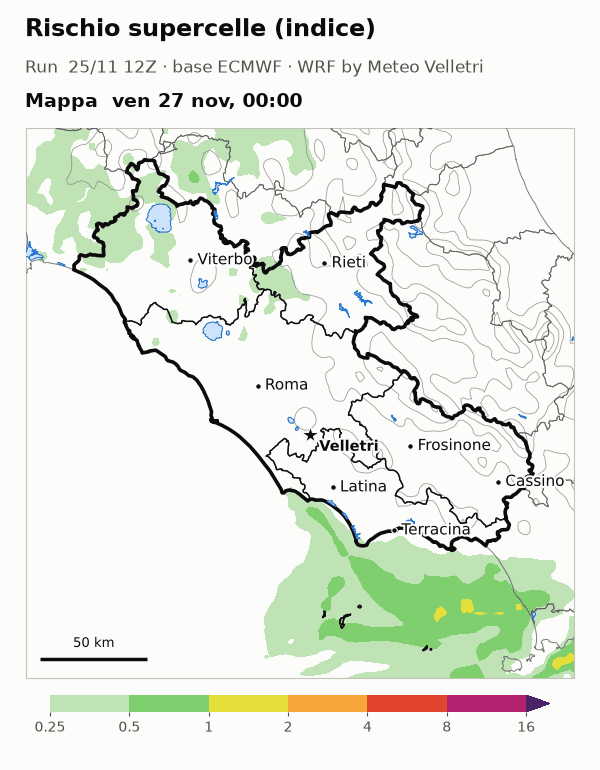 Rischio supercelle (indice)
Run  25/11 12Z · base ECMWF · WRF by Meteo Velletri
Mappa  ven 27 nov, 00:00
Viterbo
Rieti
Roma
Velletri
Frosinone
Cassino
Latina
Terracina
50 km
0.25 0.5 1 2 4 8 16